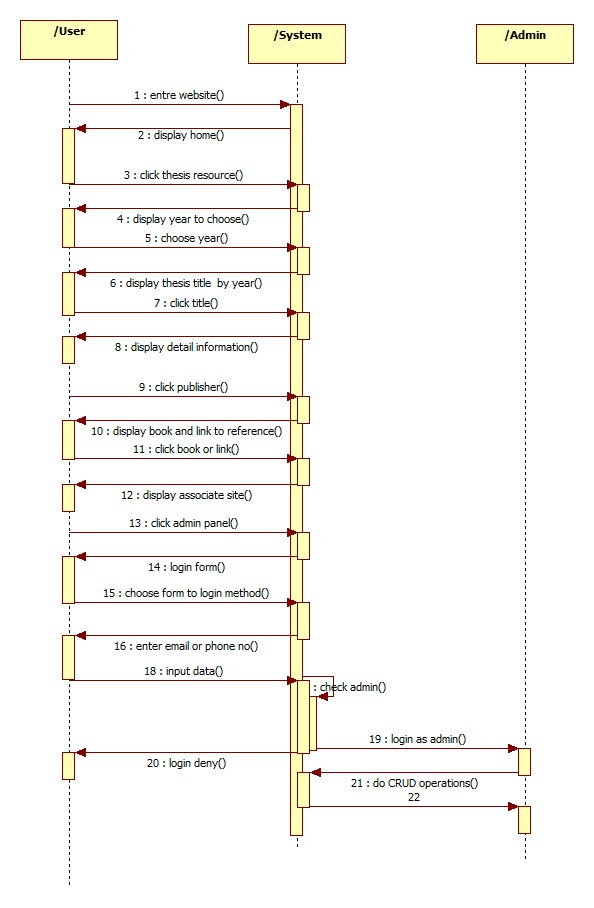 /User
/System
/Admin
1 : entre website()
2 : display home()
3 : click thesis resource()
4 : display year to choose()
5 : choose year()
6 : display thesis title  by year()
7 : click title()
8 : display detail information()
9 : click publisher()
10 : display book and link to reference()
11 : click book or link()
12 : display associate site()
13 : click admin panel()
14 : login form()
15 : choose form to login method()
16 : enter email or phone no()
18 : input data()
: check admin()
19 : login as admin()
20 : login deny()
21 : do CRUD operations()
22